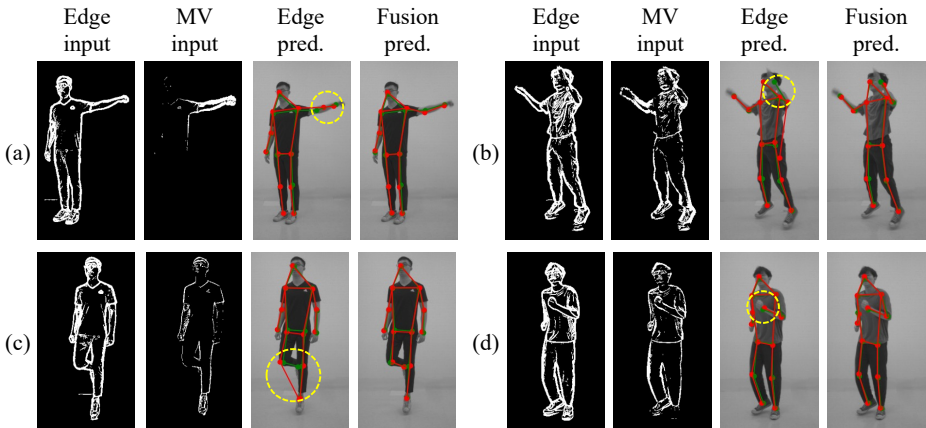 Edge input
MV input
Edge pred.
Fusion pred.
Edge input
MV input
Edge pred.
Fusion pred.
(a)
(b)
(c)
(d)